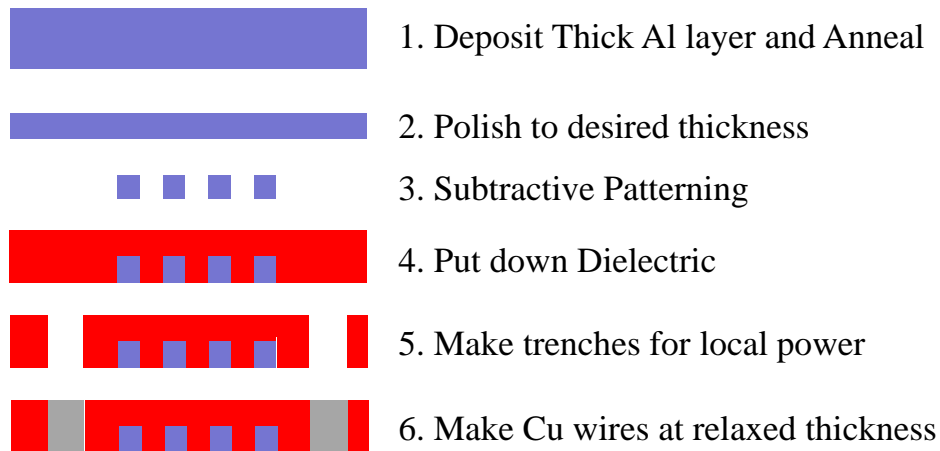 1. Deposit Thick Al layer and Anneal
2. Polish to desired thickness
3. Subtractive Patterning
4. Put down Dielectric
5. Make trenches for local power
6. Make Cu wires at relaxed thickness